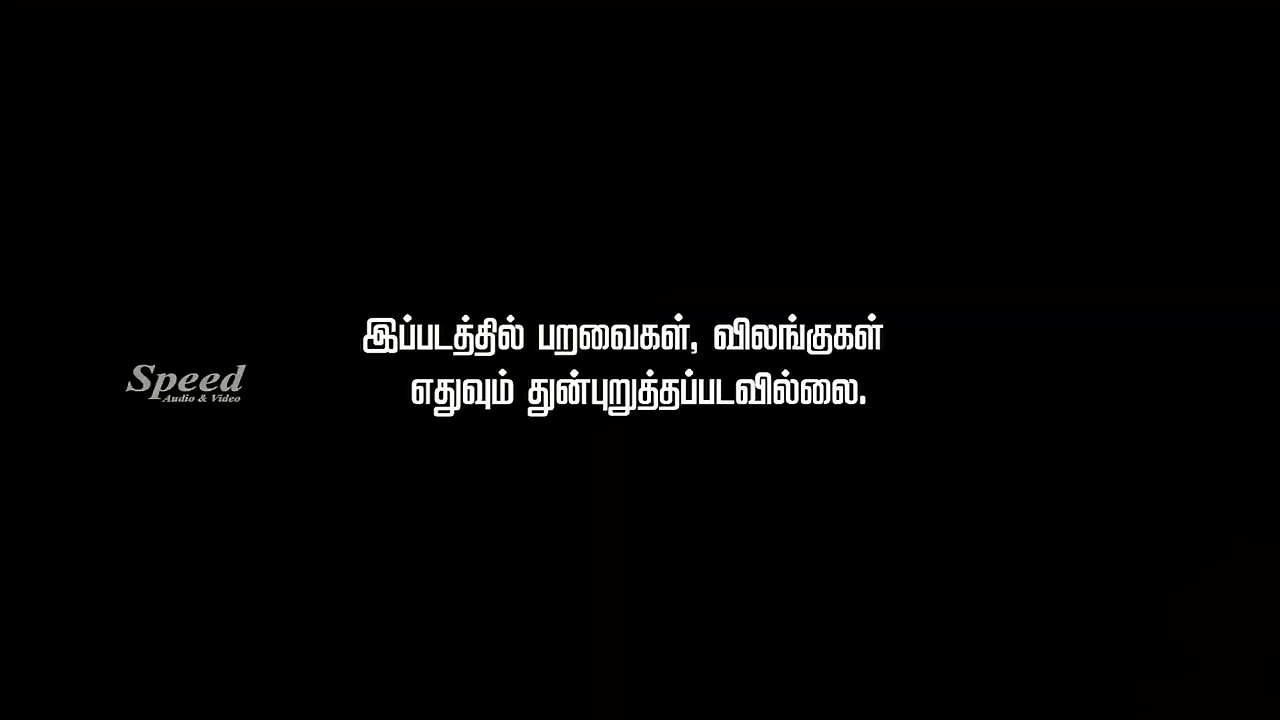 இப்படத்தில் பறவைகள், விலங்குகள்
எதுவும் துன்புறுத்தப்படவில்லை.
Speed
Audio & Video